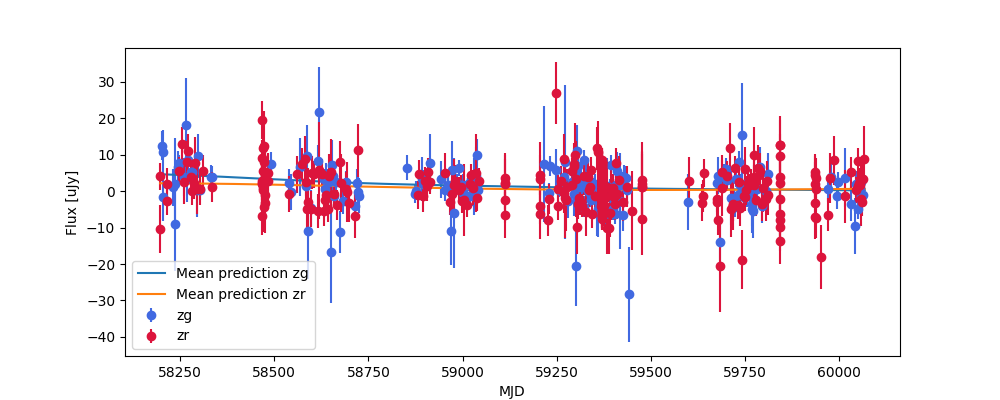 30
20
10
0
−10
−20
−30
−40
Flux [uJy]
Mean prediction zg
Mean prediction zr
zg
zr
58250 58500 58750 59000 59250 59500 59750 60000
MJD